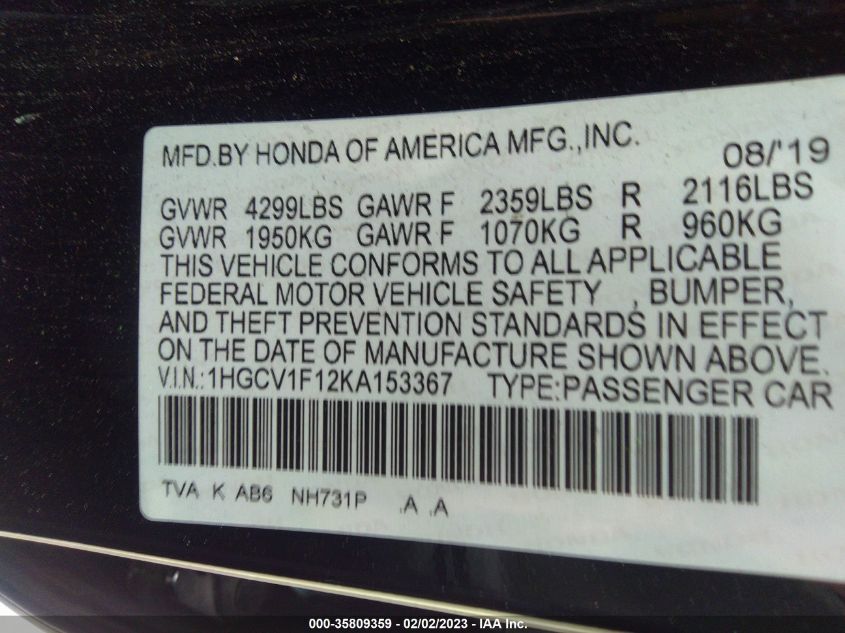 MFD.BY HONDA OF AMERICA MFG.,INC. 08/'19
GVWR 4299LBS GAWR F 2359LBS R 2116LBS
GVWR 1950KG GAWR F 1070KG R 960KG
THIS VEHICLE CONFORMS TO ALL APPLICABLE
FEDERAL MOTOR VEHICLE SAFETY , BUMPER,
AND THEFT PREVENTION STANDARDS IN EFFECT
ON THE DATE OF MANUFACTURE SHOWN ABOVE.
V.I.N.:1HGCV1F12KA153367 TYPE:PASSENGER CAR
TVA K AB6 NH731P .A .A
000-35809359 - 02/02/2023 - © IAA Inc.